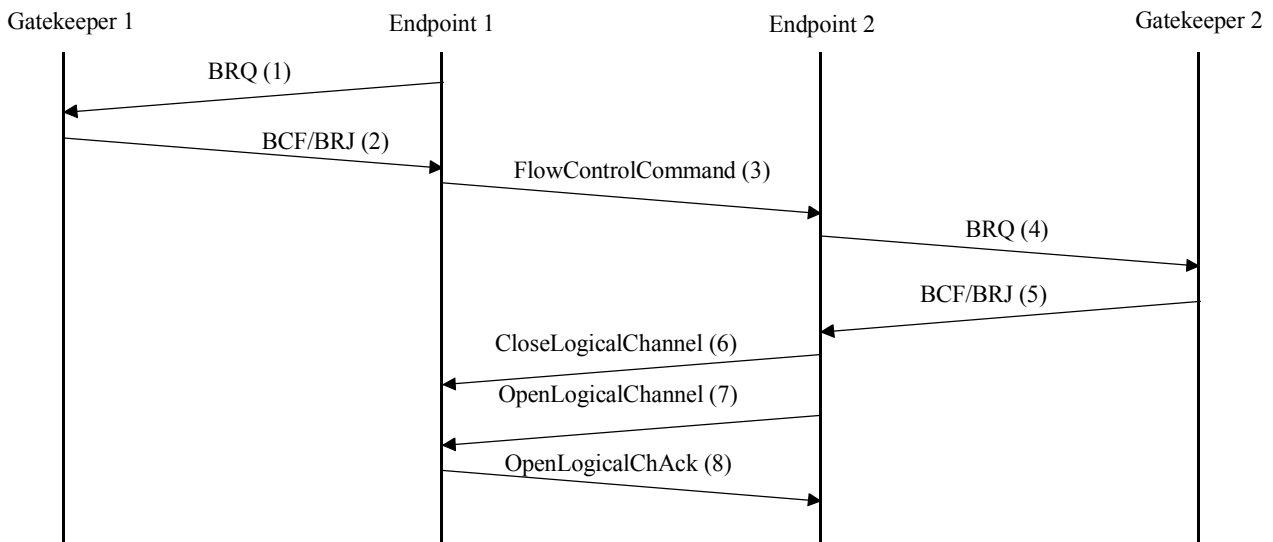 Gatekeeper 1
Endpoint 1
Endpoint 2
Gatekeeper 2
BRQ (1)
BCF/BRJ (2)
FlowControlCommand (3)
BRQ (4)
BCF/BRJ (5)
CloseLogicalChannel (6)
OpenLogicalChannel (7)
OpenLogicalChAck (8)